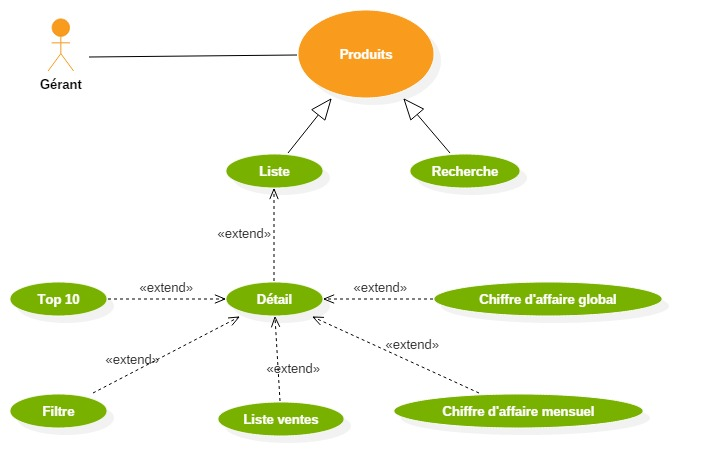 Produits
Gérant
Liste
Recherche
«extend»
«extend»
«extend»
Top 10
Détail
Chiffre d'affaire global
«extend»
«extend»
«extend»
Filtre
Liste ventes
Chiffre d'affaire mensuel